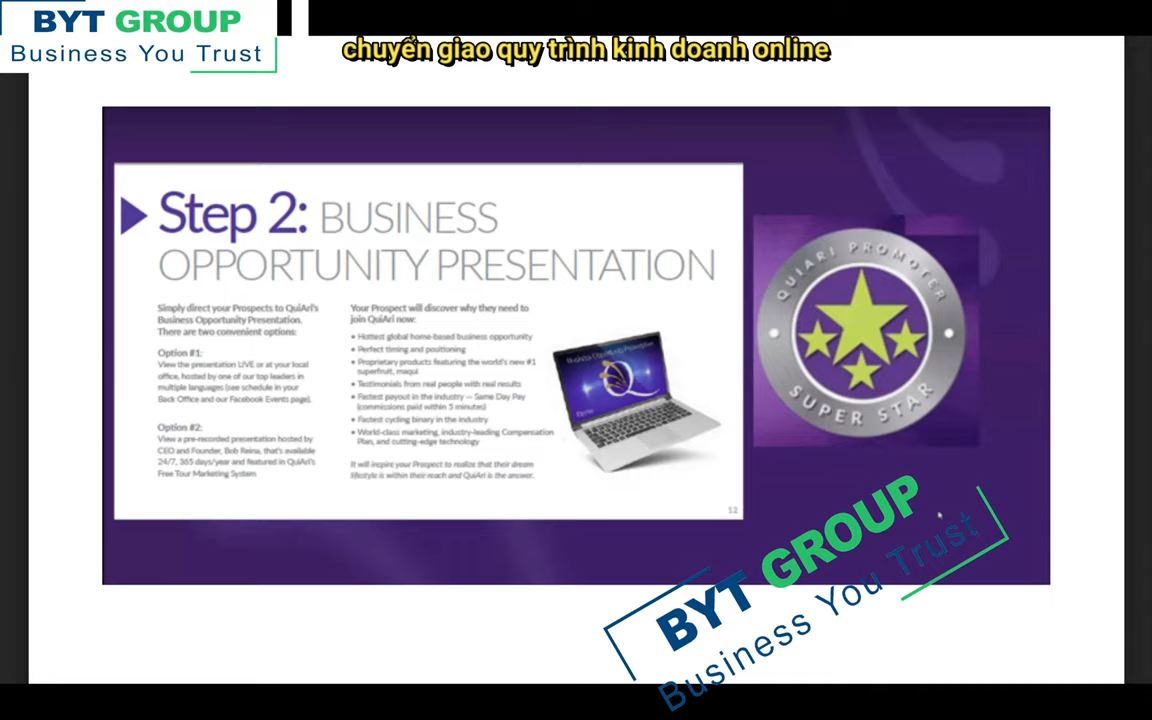 BYT GROUP
Business You Trust
chuyển giao quy trình kinh doanh online
Step 2: BUSINESS
OPPORTUNITY PRESENTATION
Simply direct your Prospects to QuiAri's
Business Opportunity Presentation.
There are two convenient options:
Option #1:
View the presentation LIVE or at your local
office, hosted by one of our top leaders in
multiple languages (see schedule in your
Back Office and our Facebook Events page).
Option #2:
View a pre-recorded presentation hosted by
CEO and Founder, Bob Reina, that's available
24/7, 365 days/year and featured in QuiAri's
Free Tour Marketing System
Your Prospect will discover why they need to
join QuiAri now:
• Hottest global home-based business opportunity
• Perfect timing and positioning
• Proprietary products featuring the world's new #1
superfruit, maqui
• Testimonials from real people with real results
• Fastest payout in the industry — Same Day Pay
(commissions paid within 5 minutes)
• Fastest cycling binary in the industry
• World-class marketing, industry-leading Compensation
Plan, and cutting-edge technology
It will inspire your Prospect to realize that their dream
lifestyle is within their reach and QuiAri is the answer.
Business Opportunity Presentation
12
QUIARI PROMOTER
SUPER STAR
BYT GROUP
Business You Trust